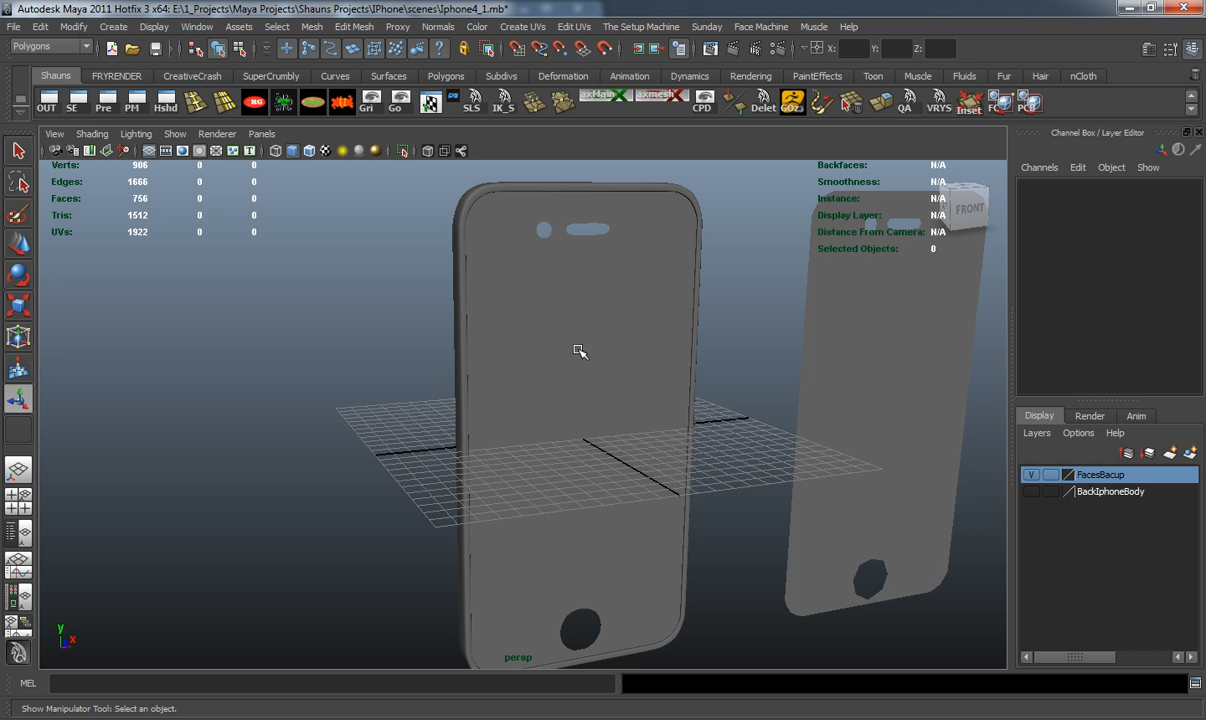 Autodesk Maya 2011 Hotfix 3 x64: E:\1_Projects\Maya Projects\Shauns Projects\IPhone\scenes\Iphone4_1.mb*
File Edit Modify Create Display Window Assets Select Mesh Edit Mesh Proxy Normals Color Create UVs Edit UVs The Setup Machine Sunday Face Machine Muscle Help
Polygons X: Y: Z:
Shauns FRYRENDER CreativeCrash SuperCrumbly Curves Surfaces Polygons Subdivs Deformation Animation Dynamics Rendering PaintEffects Toon Muscle Fluids Fur Hair nCloth
OUT SE Pre PM Hshd Gri Go SLS IK_S CPD Delet GOz3 QA VRYS Inset
Channel Box / Layer Editor
View Shading Lighting Show Renderer Panels
Channels Edit Object Show
Verts: 906 0 0
Edges: 1666 0 0
Faces: 756 0 0
Tris: 1512 0 0
UVs: 1922 0 0
Backfaces: N/A
Smoothness: N/A
Instance: N/A
Display Layer: N/A
Distance From Camera: N/A
Selected Objects: 0
FRONT
Display Render Anim
Layers Options Help
V FacesBacup
BackIphoneBody
y
x
persp
MEL
Show Manipulator Tool: Select an object.